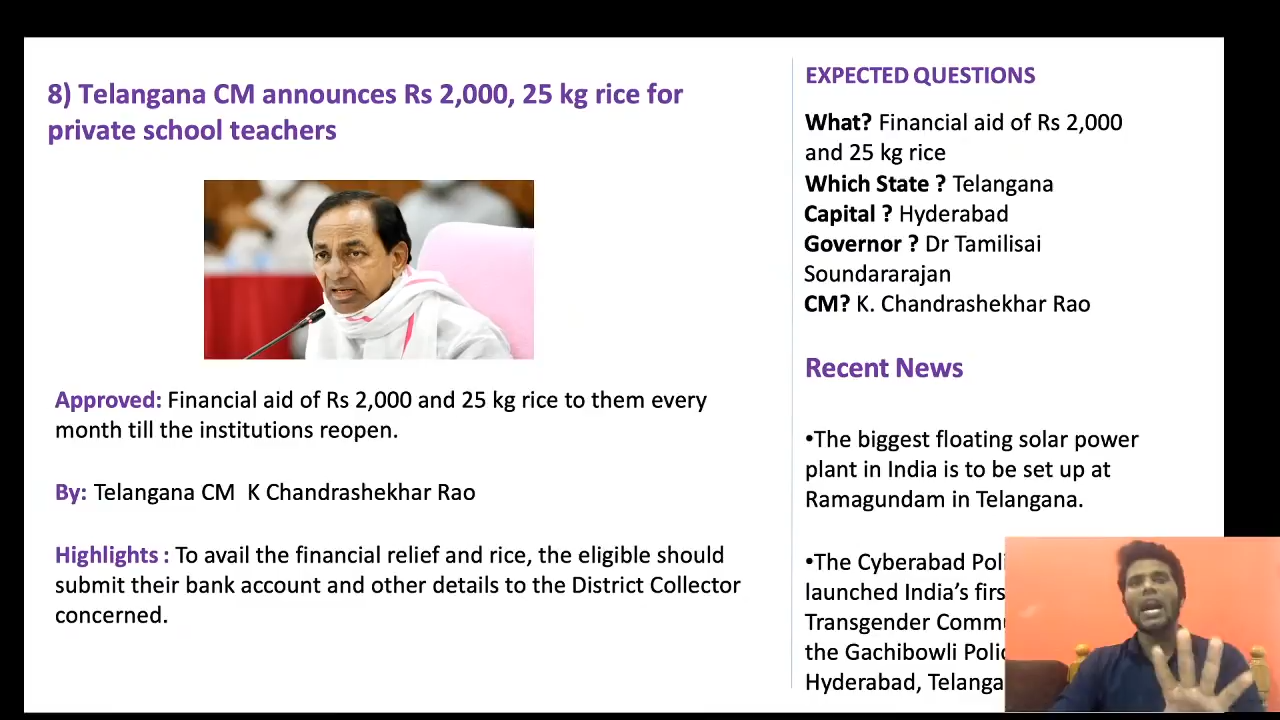 8) Telangana CM announces Rs 2,000, 25 kg rice for
private school teachers
Approved: Financial aid of Rs 2,000 and 25 kg rice to them every
month till the institutions reopen.
By: Telangana CM K Chandrashekhar Rao
Highlights : To avail the financial relief and rice, the eligible should
submit their bank account and other details to the District Collector
concerned.
EXPECTED QUESTIONS
What? Financial aid of Rs 2,000
and 25 kg rice
Which State ? Telangana
Capital ? Hyderabad
Governor ? Dr Tamilisai
Soundararajan
CM? K. Chandrashekhar Rao
Recent News
•The biggest floating solar power
plant in India is to be set up at
Ramagundam in Telangana.
•The Cyberabad
launched India’s
Transgender
the Gachibowli
Hyderabad,